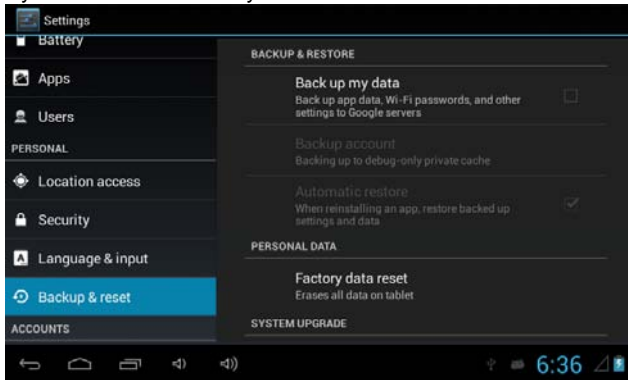 Settings
Battery
Apps
Users
PERSONAL
Location access
Security
A Language & input
Backup & reset
ACCOUNTS
BACKUP & RESTORE
Back up my data
Back up app data, Wi-Fi passwords, and other
settings to Google servers
Backup account
Backing up to debug-only private cache
Automatic restore
When reinstalling an app, restore backed up
settings and data
PERSONAL DATA
Factory data reset
Erases all data on tablet
SYSTEM UPGRADE
6:36